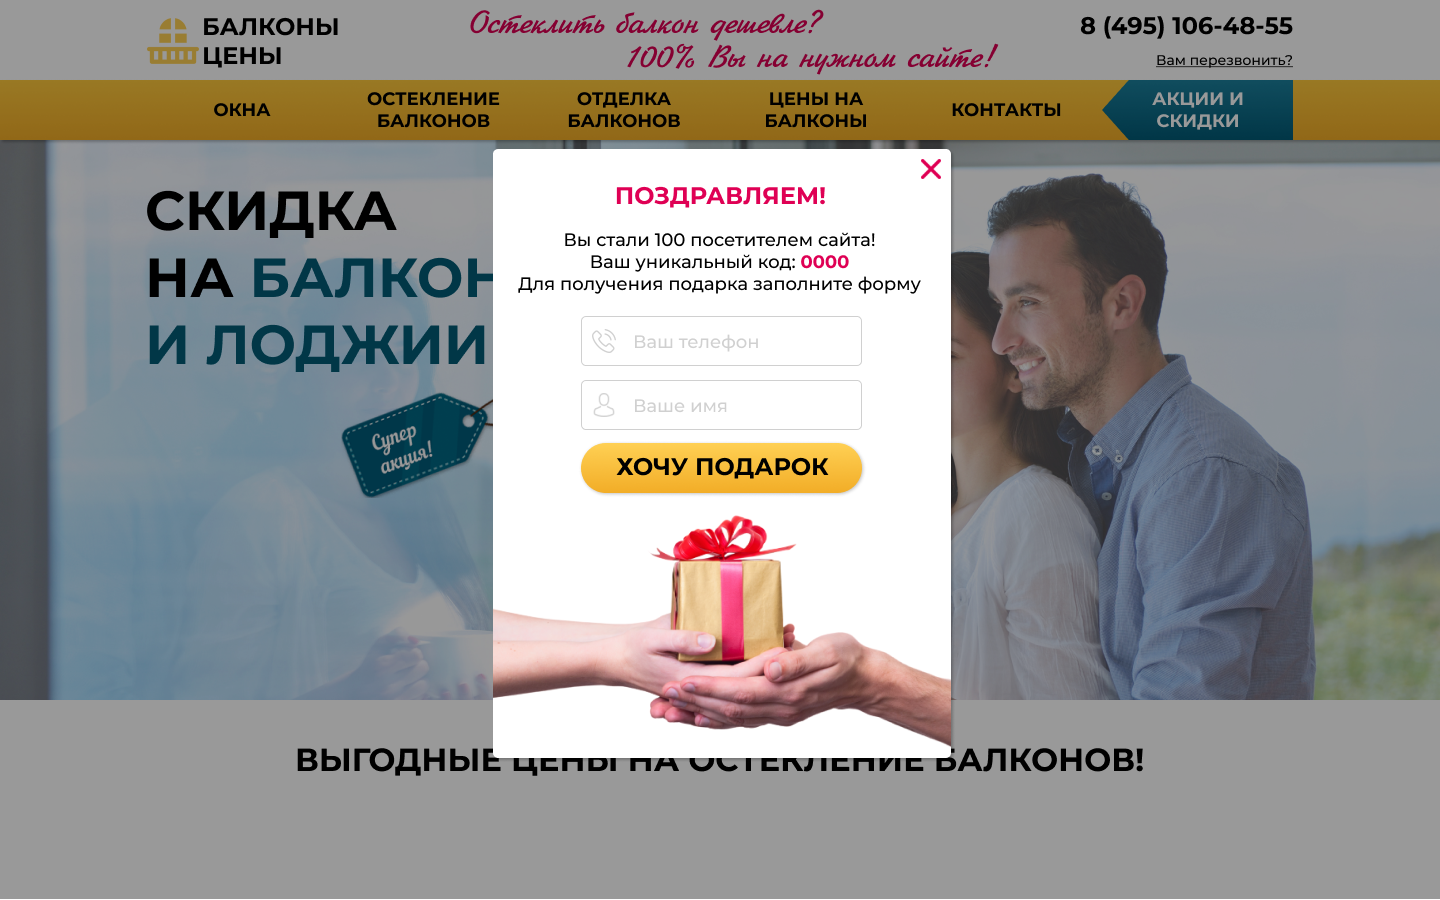 БАЛКОНЫ
ЦЕНЫ
Остеклить балкон дешевле?
100% Вы на нужном сайте!
8 (495) 106-48-55
Вам перезвонить?
ОКНА
ОСТЕКЛЕНИЕ
БАЛКОНОВ
ОТДЕЛКА
БАЛКОНОВ
ЦЕНЫ НА
БАЛКОНЫ
КОНТАКТЫ
АКЦИИ И
СКИДКИ
СКИДКА
НА БАЛКОН
И ЛОДЖИИ
Супер
акция!
ПОЗДРАВЛЯЕМ!
Вы стали 100 посетителем сайта!
Ваш уникальный код: 0000
Для получения подарка заполните форму
Ваш телефон
Ваше имя
ХОЧУ ПОДАРОК
ВЫГОДНЫЕ ЦЕНЫ НА ОСТЕКЛЕНИЕ БАЛКОНОВ!